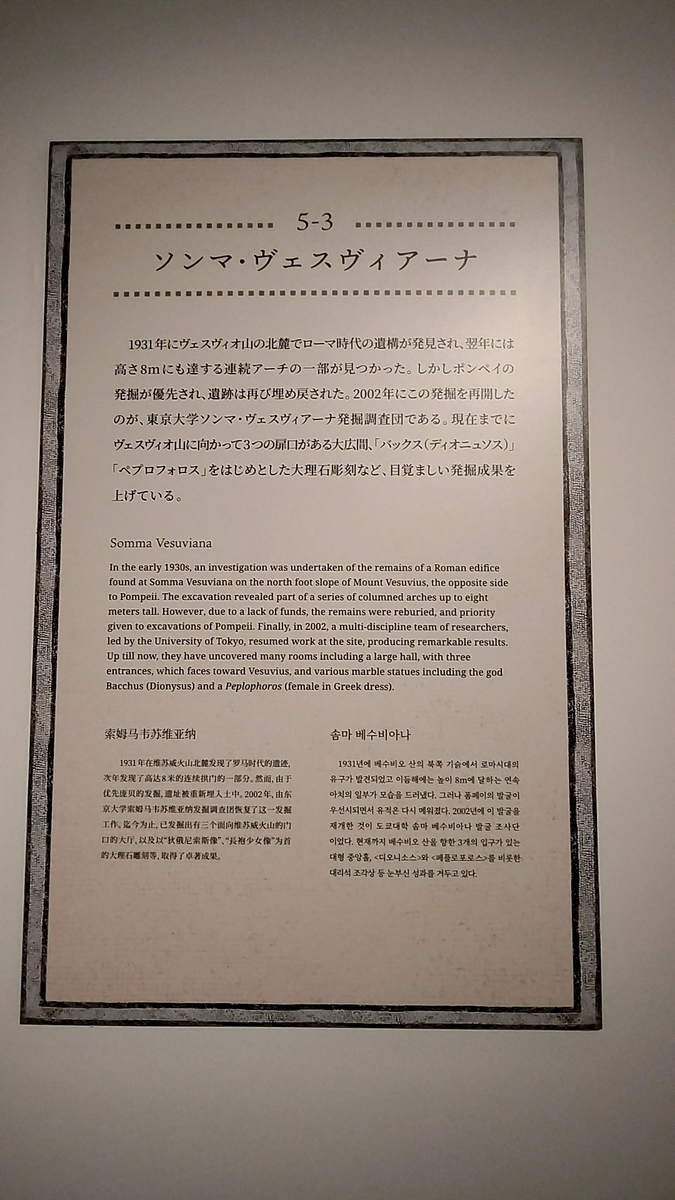 5-3
ソンマ・ヴェスヴィアーナ
1931年にヴェスヴィオ山の北麓でローマ時代の遺構が発見され、翌年には
高さ8mにも達する連続アーチの一部が見つかった。しかしポンペイの
発掘が優先され、遺跡は再び埋め戻された。2002年にこの発掘を再開した
のが、東京大学ソンマ・ヴェスヴィアーナ発掘調査団である。現在までに
ヴェスヴィオ山に向かって3つの扉口がある大広間、「バックス(ディオニュソス)」
「ペプロフォロス」をはじめとした大理石彫刻など、目覚ましい発掘成果を
上げている。
Somma Vesuviana
In the early 1930s, an investigation was undertaken of the remains of a Roman edifice
found at Somma Vesuviana on the north foot slope of Mount Vesuvius, the opposite side
to Pompeii. The excavation revealed part of a series of columned arches up to eight
meters tall. However, due to a lack of funds, the remains were reburied, and priority
given to excavations of Pompeii. Finally, in 2002, a multi-discipline team of researchers,
led by the University of Tokyo, resumed work at the site, producing remarkable results.
Up till now, they have uncovered many rooms including a large hall, with three
entrances, which faces toward Vesuvius, and various marble statues including the god
Bacchus (Dionysus) and a Peplophoros (female in Greek dress).
索姆马韦苏维亚纳
1931年在维苏威火山北麓发现了罗马时代的遗迹,
次年发现了高达8米的连续拱门的一部分。然而,由于
优先庞贝的发掘,遗址被重新埋入土中。2002年,由东
京大学索姆马韦苏维亚纳发掘调查团恢复了这一发掘
工作。迄今为止,已发掘出有三个面向维苏威火山的门
口的大厅,以及以“狄俄尼索斯像”、“長袍少女像”为首
的大理石雕刻等,取得了卓著成果。
솜마 베수비아나
1931년에 베수비오 산의 북쪽 기슭에서 로마시대의
유구가 발견되었고 이듬해에는 높이 8m에 달하는 연속
아치의 일부가 모습을 드러냈다. 그러나 폼페이의 발굴이
우선시되면서 유적은 다시 메워졌다. 2002년에 이 발굴을
재개한 것이 도쿄대학 솜마 베수비아나 발굴 조사단
이었다. 현재까지 베수비오 산을 향한 3개의 입구가 있는
대형 중앙홀, <디오니소스>와 <페플로포로스>를 비롯한
대리석 조각상 등 눈부신 성과를 거두고 있다.